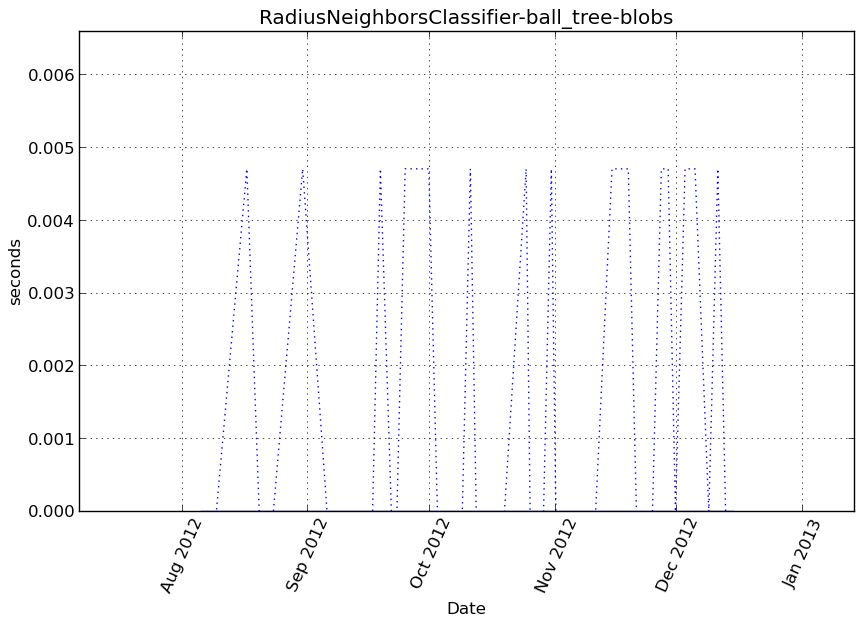 RadiusNeighborsClassifier-ball_tree-blobs
0.006
0.005
0.004
0.003
0.002
0.001
0.000
seconds
Aug 2012
Sep 2012
Oct 2012
Nov 2012
Dec 2012
Jan 2013
Date